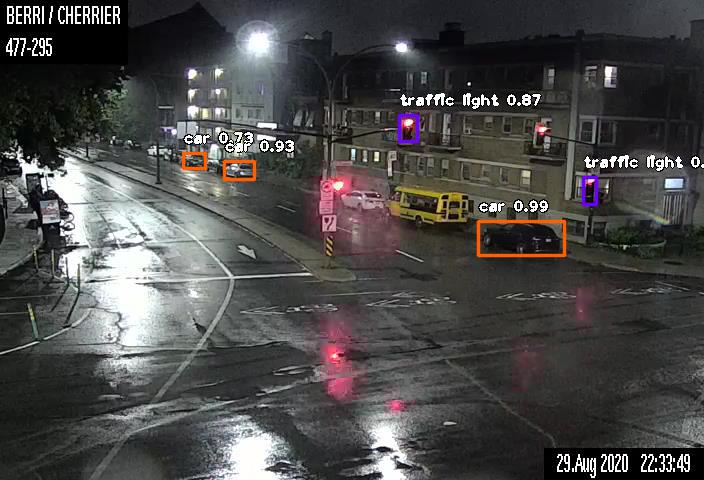 BERRI / CHERRIER
477-295
traffic light 0.87
car 0.73
car 0.93
traffic light 0.
car 0.99
29.Aug 2020 22:33:49